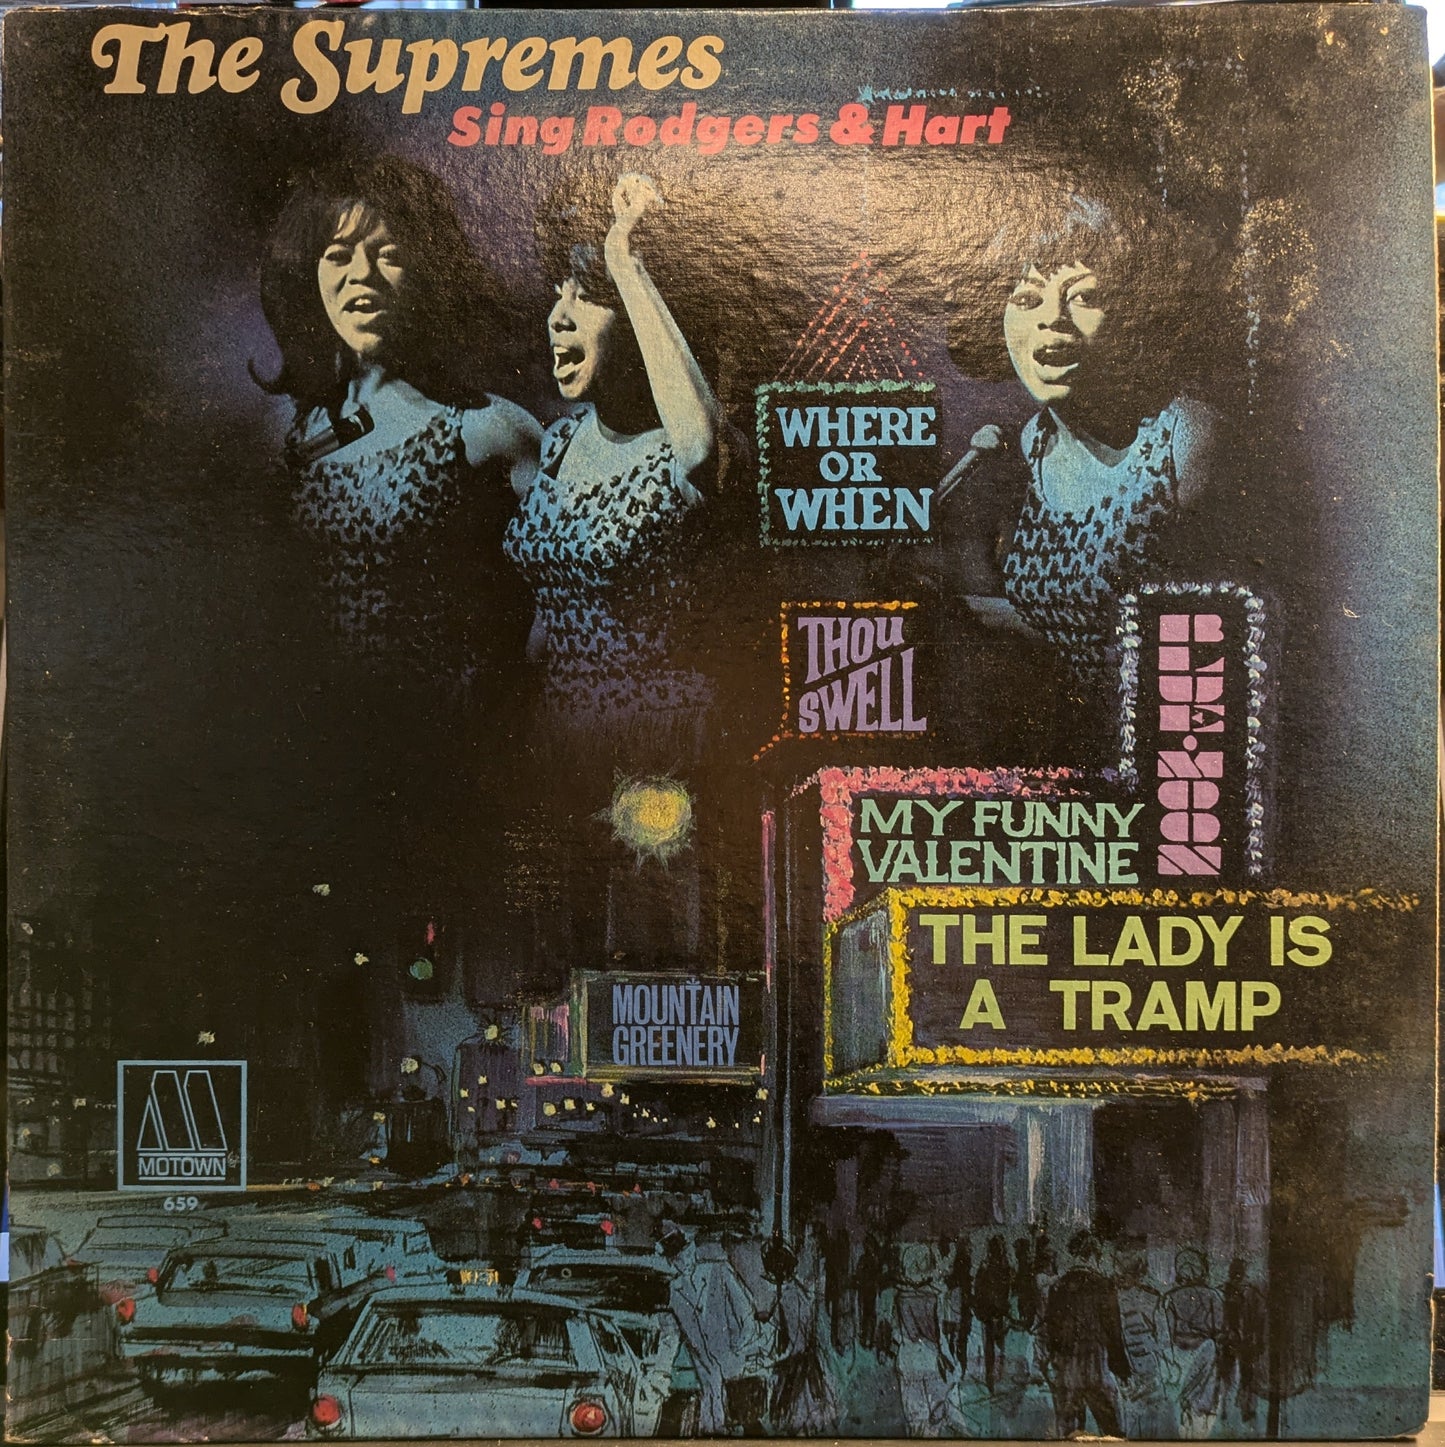 The Supremes
Sing Rodgers & Hart
WHERE
OR
WHEN
THOU
SWELL
BLUE MOON
MY FUNNY
VALENTINE
THE LADY IS
A TRAMP
MOUNTAIN
GREENERY
MOTOWN
659